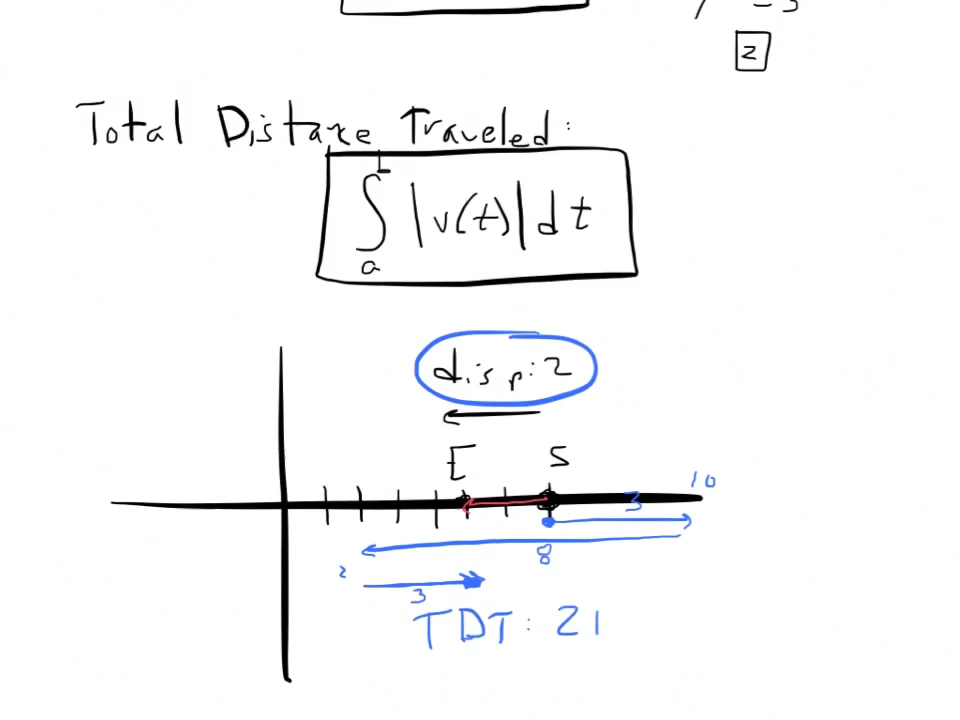 2
Total Distance Traveled:
∫ₐᵇ |v(t)| dt
disp: 2
E S
10
3
8
2
3
TDT: 21